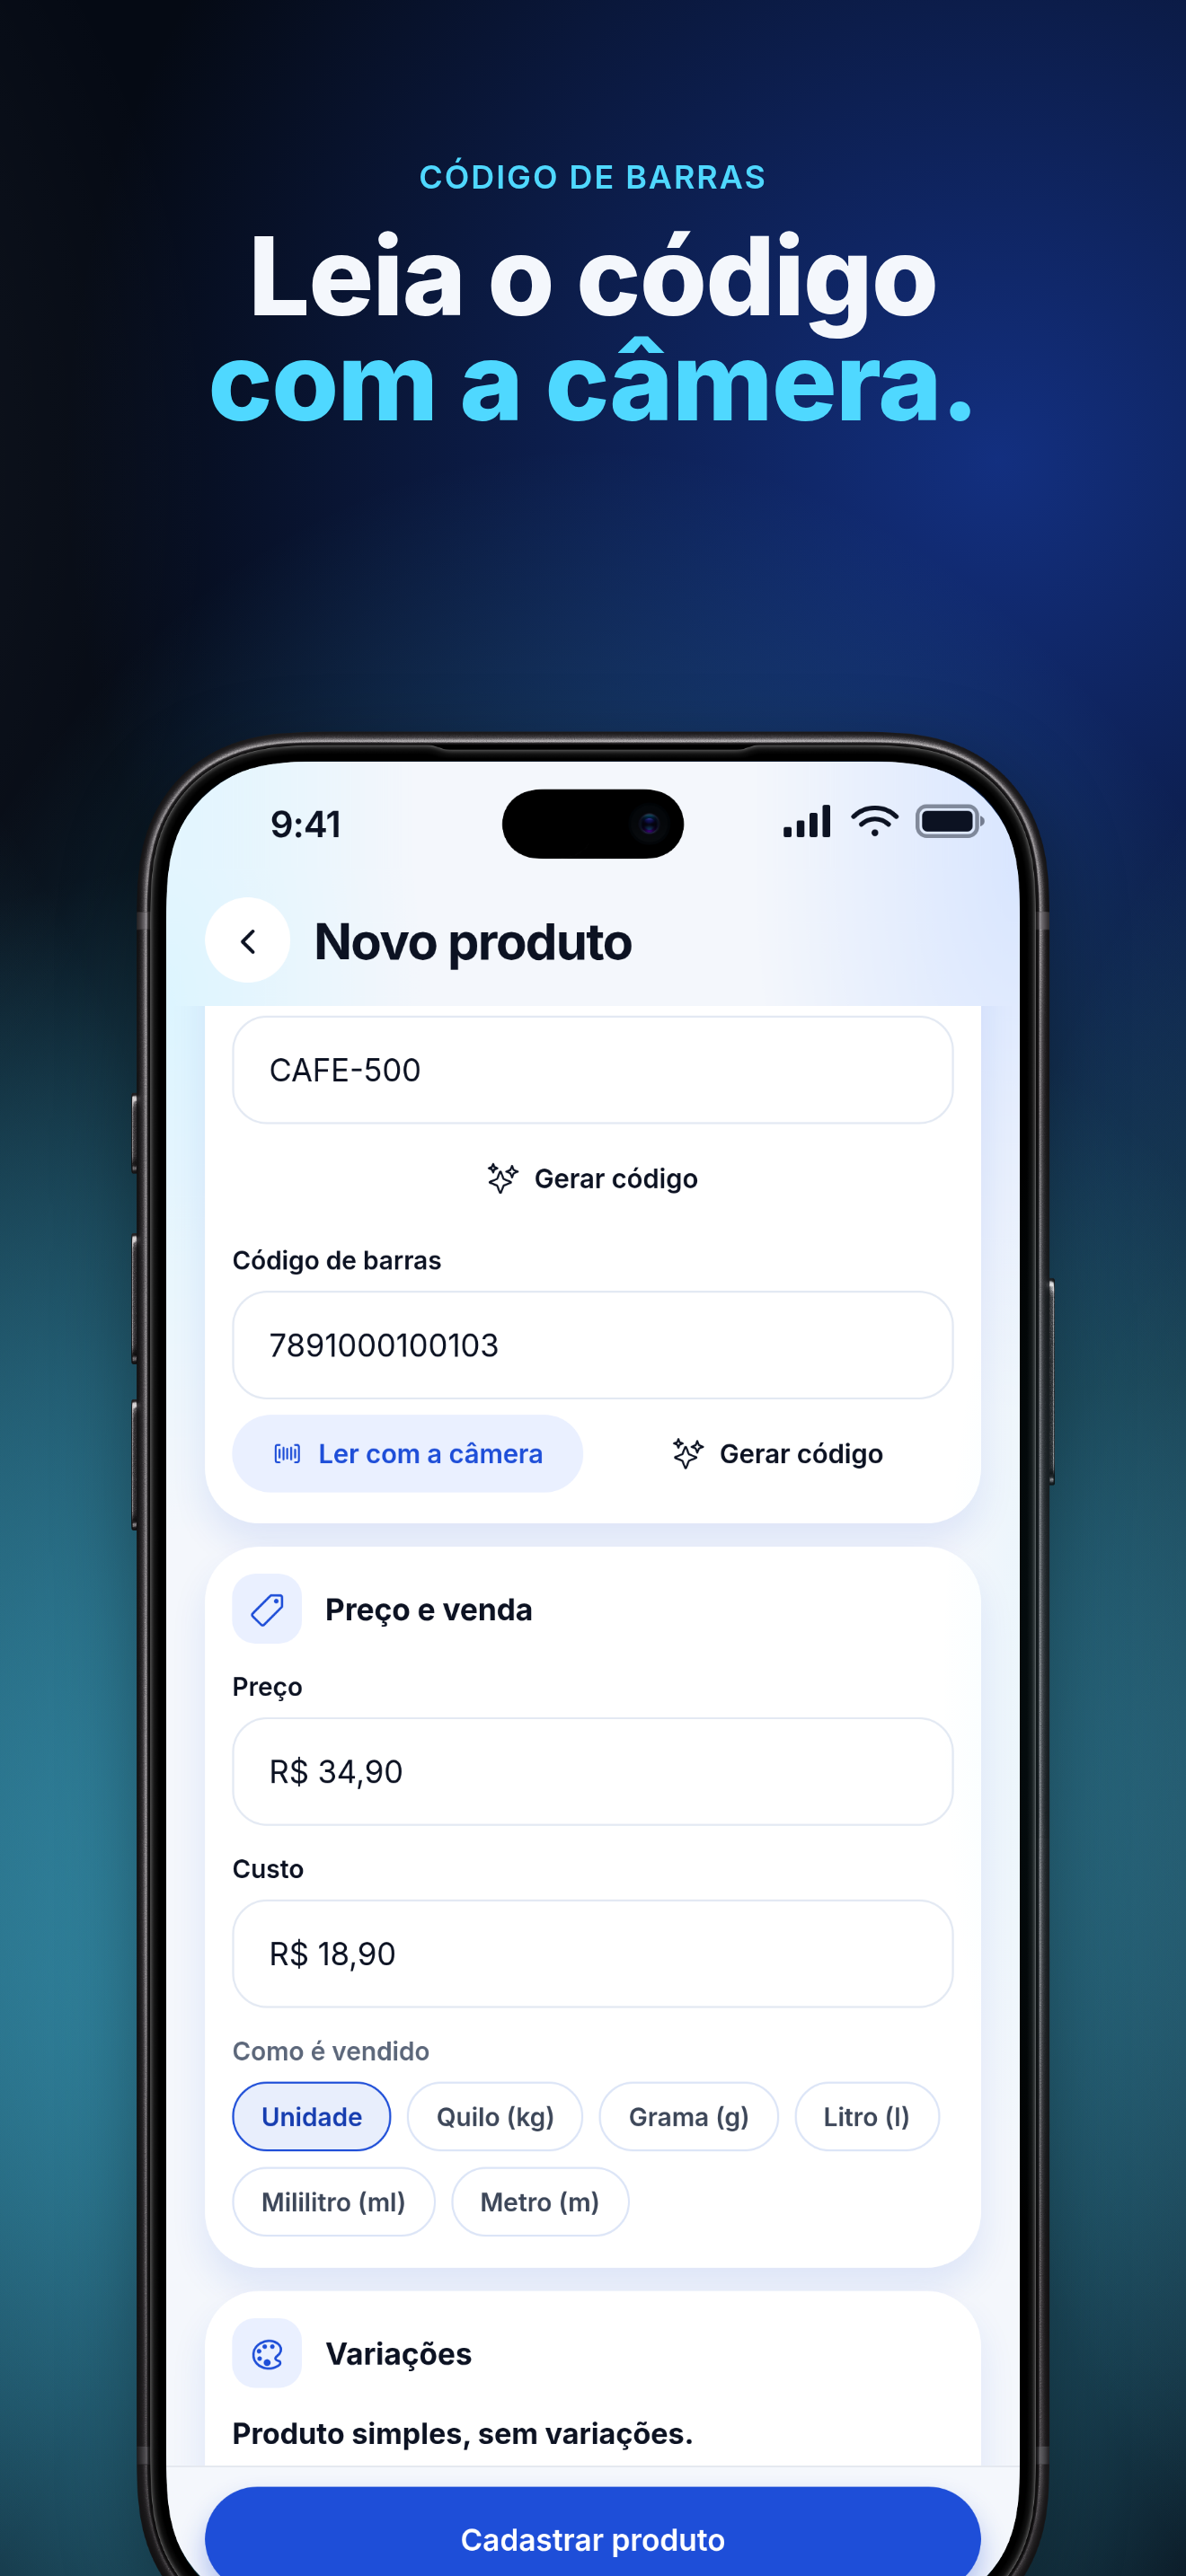 CÓDIGO DE BARRAS
Leia o código
com a câmera.
9:41
Novo produto
CAFE-500
Gerar código
Código de barras
7891000100103
Ler com a câmera Gerar código
Preço e venda
Preço
R$ 34,90
Custo
R$ 18,90
Como é vendido
Unidade Quilo (kg) Grama (g) Litro (l)
Mililitro (ml) Metro (m)
Variações
Produto simples, sem variações.
Cadastrar produto